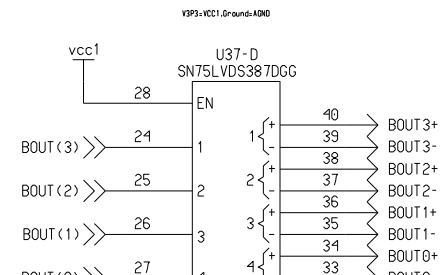 V3P3=VCC1,Ground=AGND
vcc1
U37-D
SN75LVDS387DGG
28 EN
40 BOUT3+
BOUT(3) 24 1 1 + - 39 BOUT3-
38 BOUT2+
BOUT(2) 25 2 2 + - 37 BOUT2-
36 BOUT1+
BOUT(1) 26 3 3 + - 35 BOUT1-
34 BOUT0+
27 4 + 33